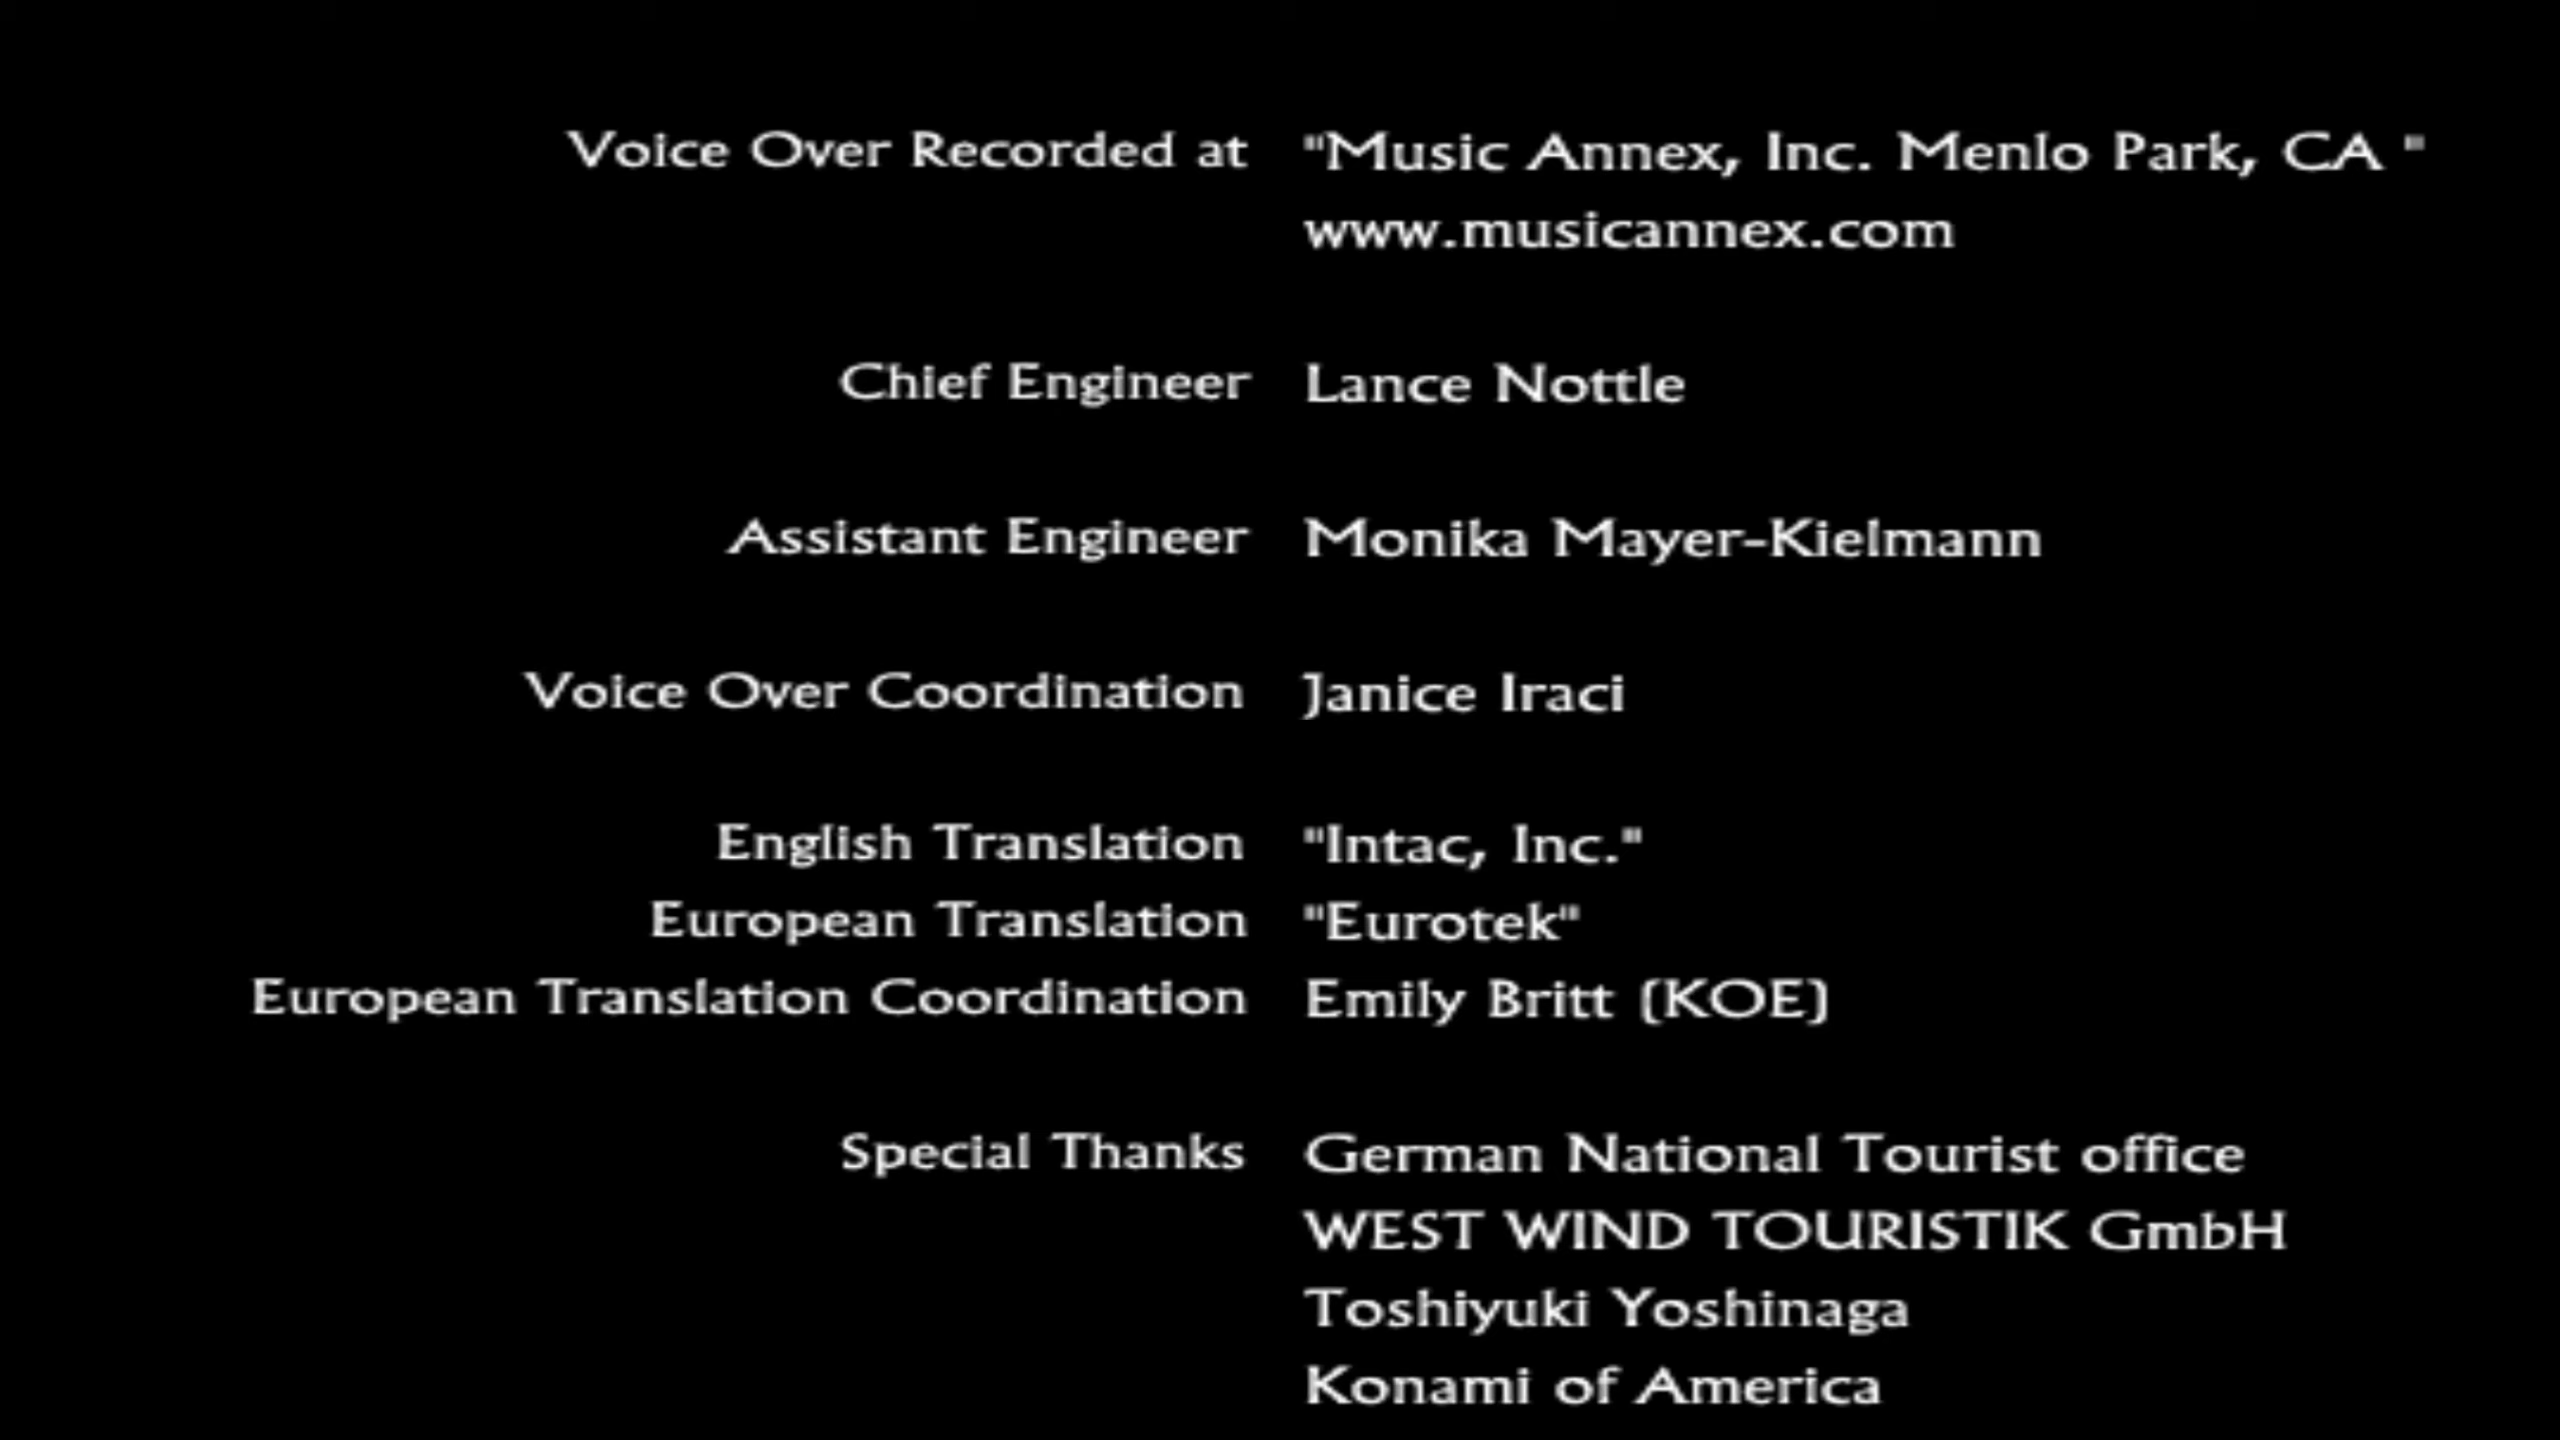 Voice Over Recorded at "Music Annex, Inc. Menlo Park, CA "
www.musicannex.com
Chief Engineer Lance Nottle
Assistant Engineer Monika Mayer-Kielmann
Voice Over Coordination Janice Iraci
English Translation "Intac, Inc."
European Translation "Eurotek"
European Translation Coordination Emily Britt (KOE)
Special Thanks German National Tourist office
WEST WIND TOURISTIK GmbH
Toshiyuki Yoshinaga
Konami of America